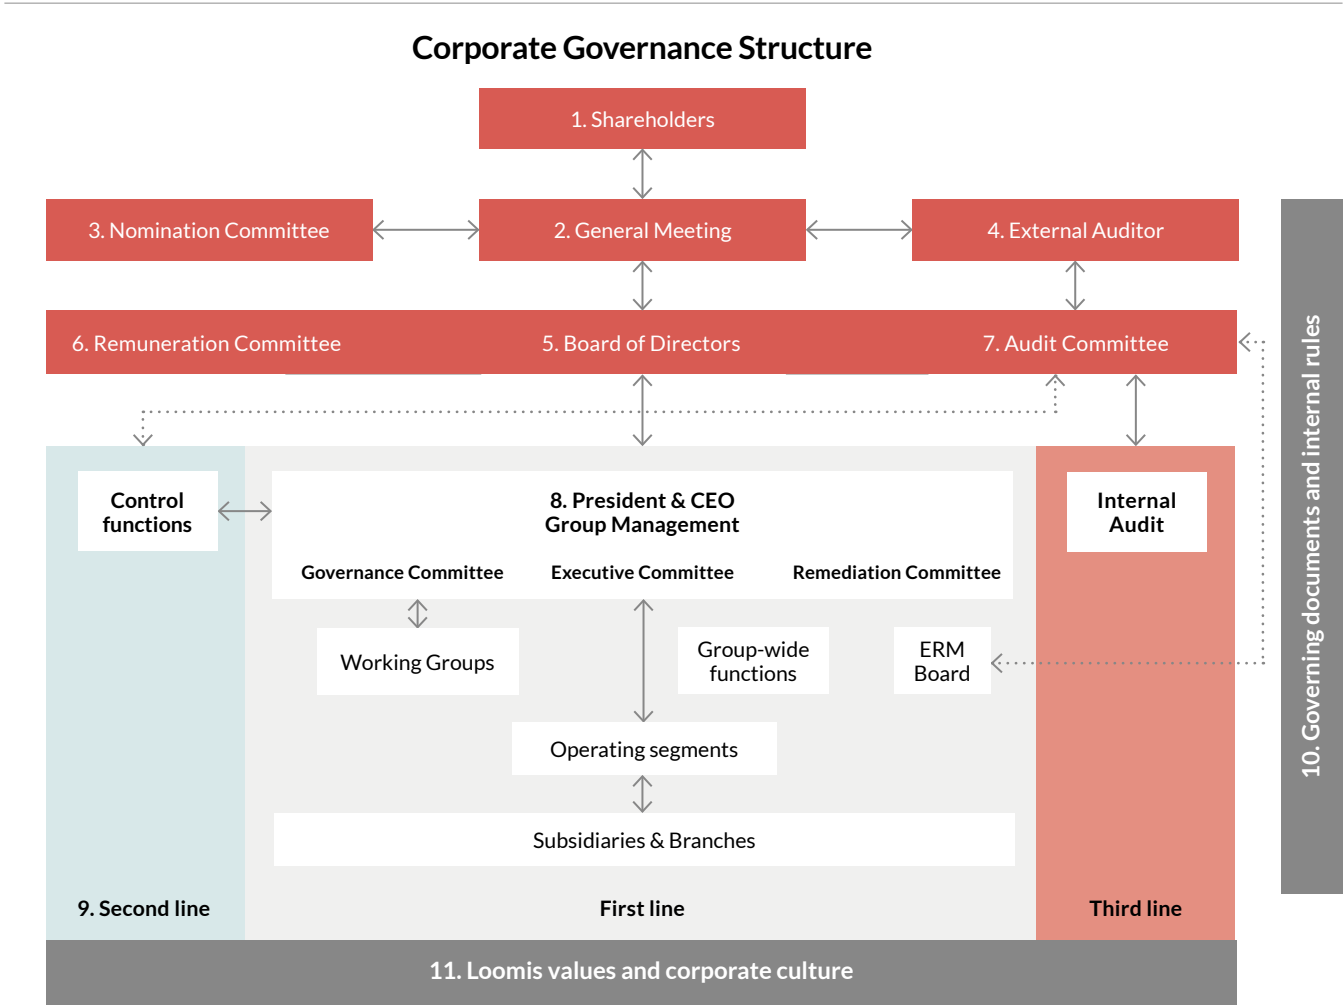 Corporate Governance Structure
1. Shareholders
3. Nomination Committee
2. General Meeting
4. External Auditor
6. Remuneration Committee
5. Board of Directors
7. Audit Committee
Control
functions
8. President & CEO
Group Management
Governance Committee
Executive Committee
Remediation Committee
Internal
Audit
Working Groups
Group-wide
functions
ERM
Board
Operating segments
Subsidiaries & Branches
9. Second line
First line
Third line
10. Governing documents and internal rules
11. Loomis values and corporate culture